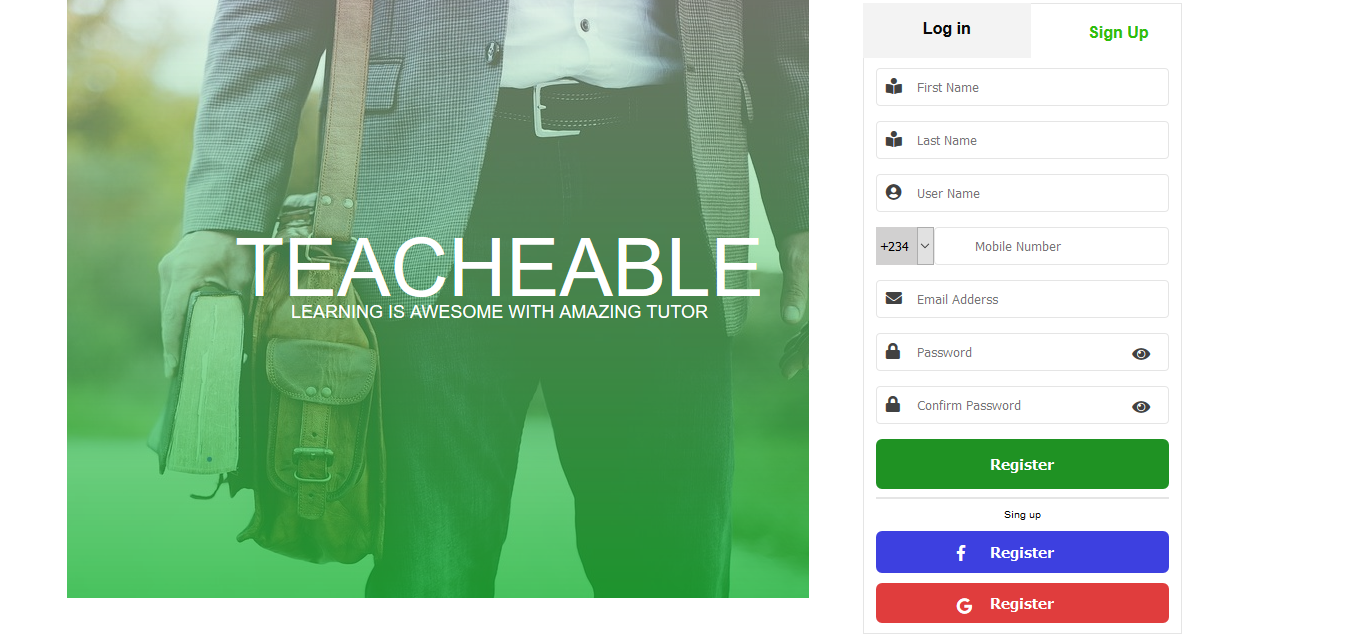 TEACHEABLE
LEARNING IS AWESOME WITH AMAZING TUTOR
Log in
Sign Up
First Name
Last Name
User Name
+234
Mobile Number
Email Adderss
Password
Confirm Password
Register
Sing up
Register
Register